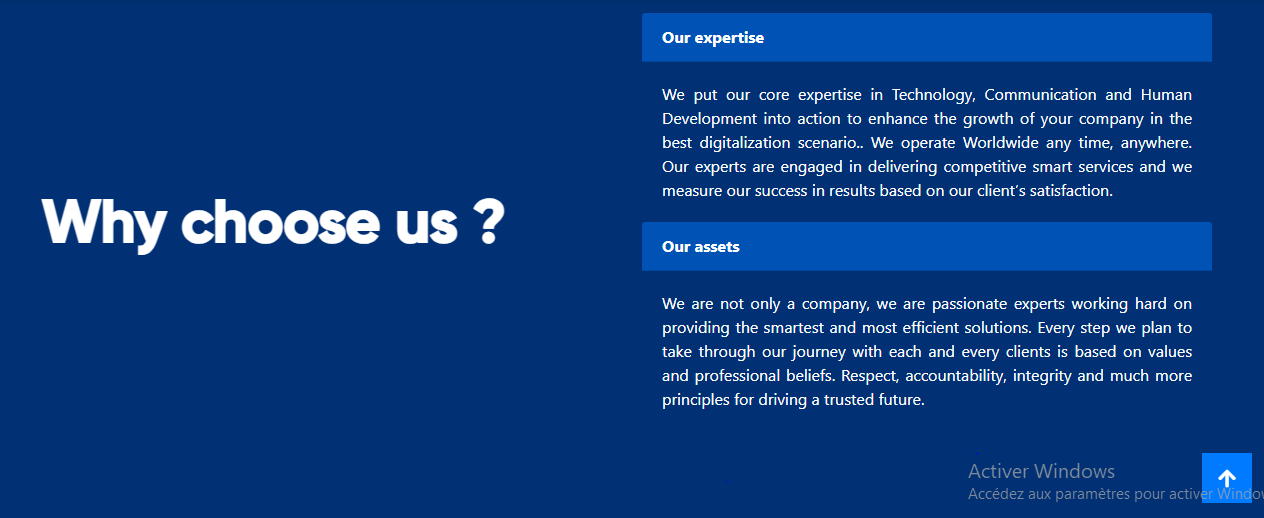 Our expertise
We put our core expertise in Technology, Communication and Human
Development into action to enhance the growth of your company in the
best digitalization scenario.. We operate Worldwide any time, anywhere.
Our experts are engaged in delivering competitive smart services and we
measure our success in results based on our client's satisfaction.
Why choose us ?
Our assets
We are not only a company, we are passionate experts working hard on
providing the smartest and most efficient solutions. Every step we plan to
take through our journey with each and every clients is based on values
and professional beliefs. Respect, accountability, integrity and much more
principles for driving a trusted future.
Activer Windows
Accédez aux paramètres pour activer Windows